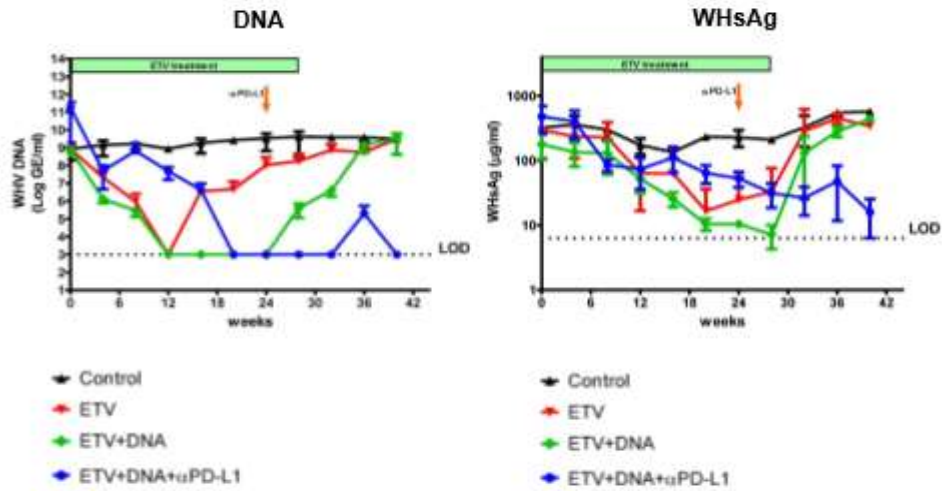 DNA
WHsAg
ETV treatment
αPD-L1
WHV DNA
(Log GE/ml)
14
13
12
11
10
9
8
7
6
5
4
3
2
1
LOD
0
6
12
18
24
30
36
42
weeks
ETV treatment
αPD-L1
WHsAg (µg/ml)
1000
100
10
1
LOD
0
6
12
18
24
30
36
42
weeks
Control
ETV
ETV+DNA
ETV+DNA+αPD-L1
Control
ETV
ETV+DNA
ETV+DNA+αPD-L1